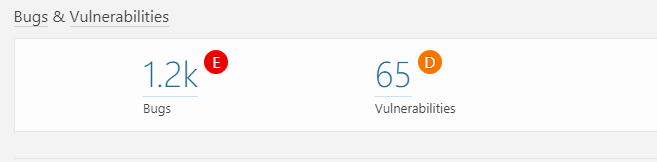 Bugs & Vulnerabilities
1.2k E 65 D
Bugs Vulnerabilities